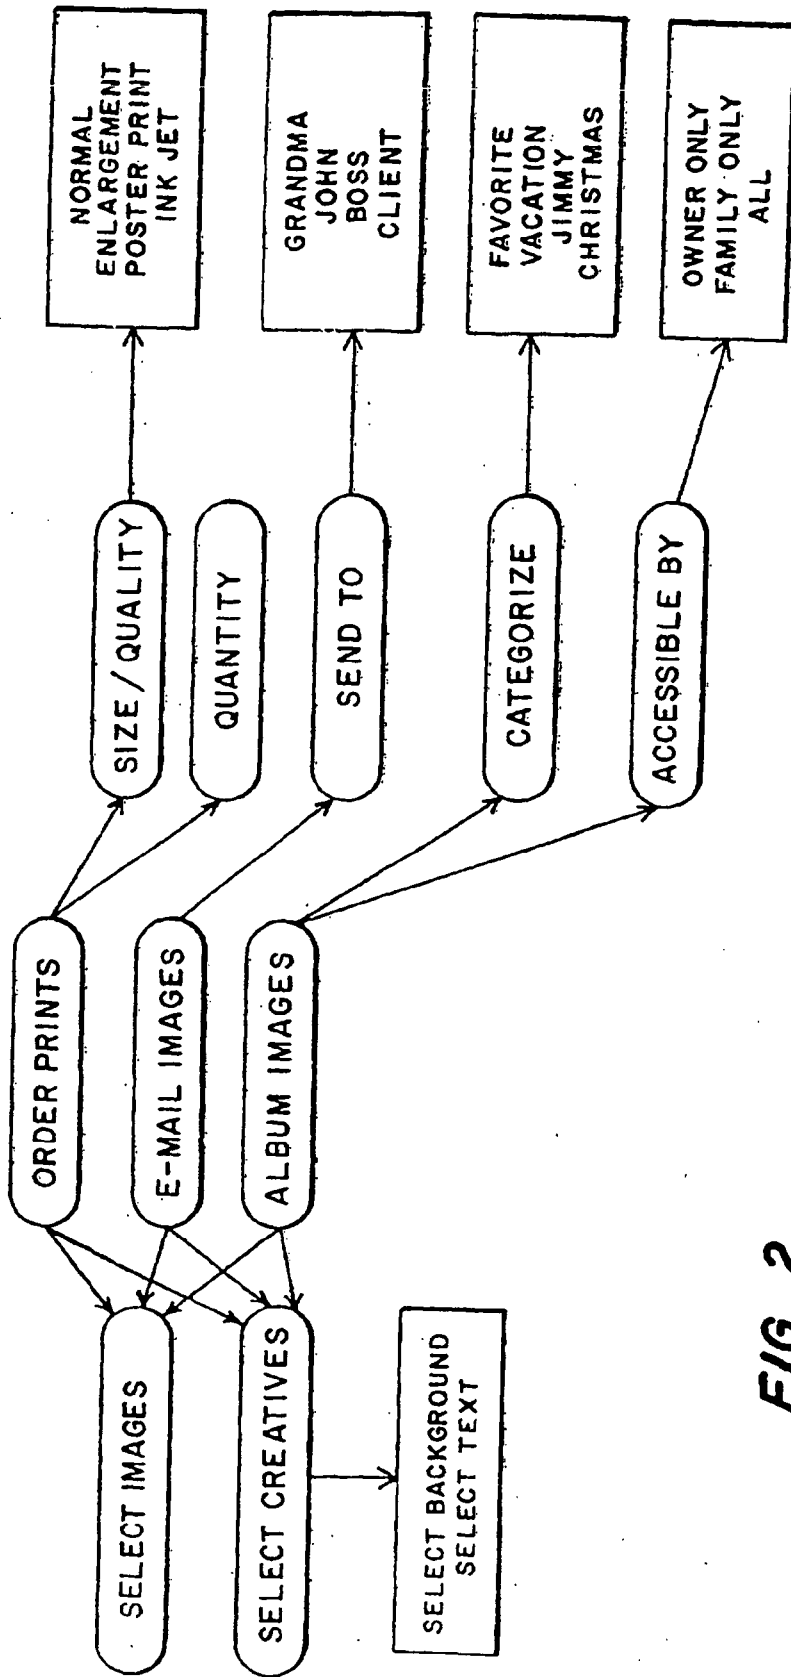 ORDER PRINTS
E-MAIL IMAGES
ALBUM IMAGES
SELECT IMAGES
SELECT CREATIVES
SELECT BACKGROUND
SELECT TEXT
SIZE / QUALITY
QUANTITY
SEND TO
CATEGORIZE
ACCESSIBLE BY
NORMAL
ENLARGEMENT
POSTER PRINT
INK JET
GRANDMA
JOHN
BOSS
CLIENT
FAVORITE
VACATION
JIMMY
CHRISTMAS
OWNER ONLY
FAMILY ONLY
ALL
FIG. 2